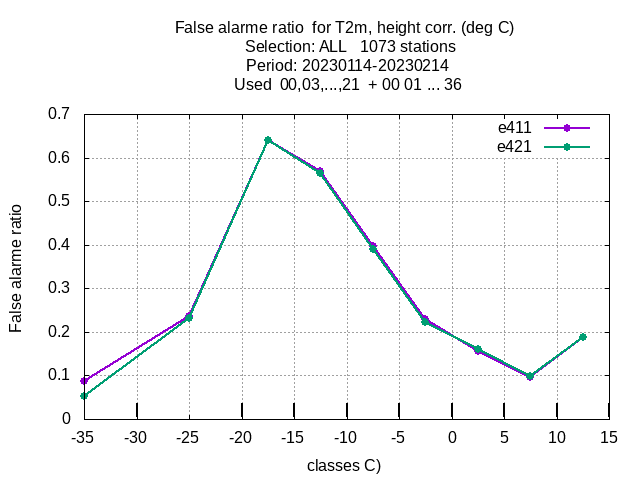 False alarme ratio  for T2m, height corr. (deg C)
Selection: ALL   1073 stations
Period: 20230114-20230214
Used  00,03,...,21  + 00 01 ... 36
e411
e421
0.7
0.6
0.5
0.4
0.3
0.2
0.1
0
False alarme ratio
-35 -30 -25 -20 -15 -10 -5 0 5 10 15
classes C)